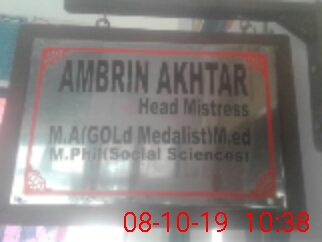 AMBRIN AKHTAR
Head Mistress
M.A(GOLd Medalist)M.ed
M.Phil(Social Sciences)
08-10-19 10:38